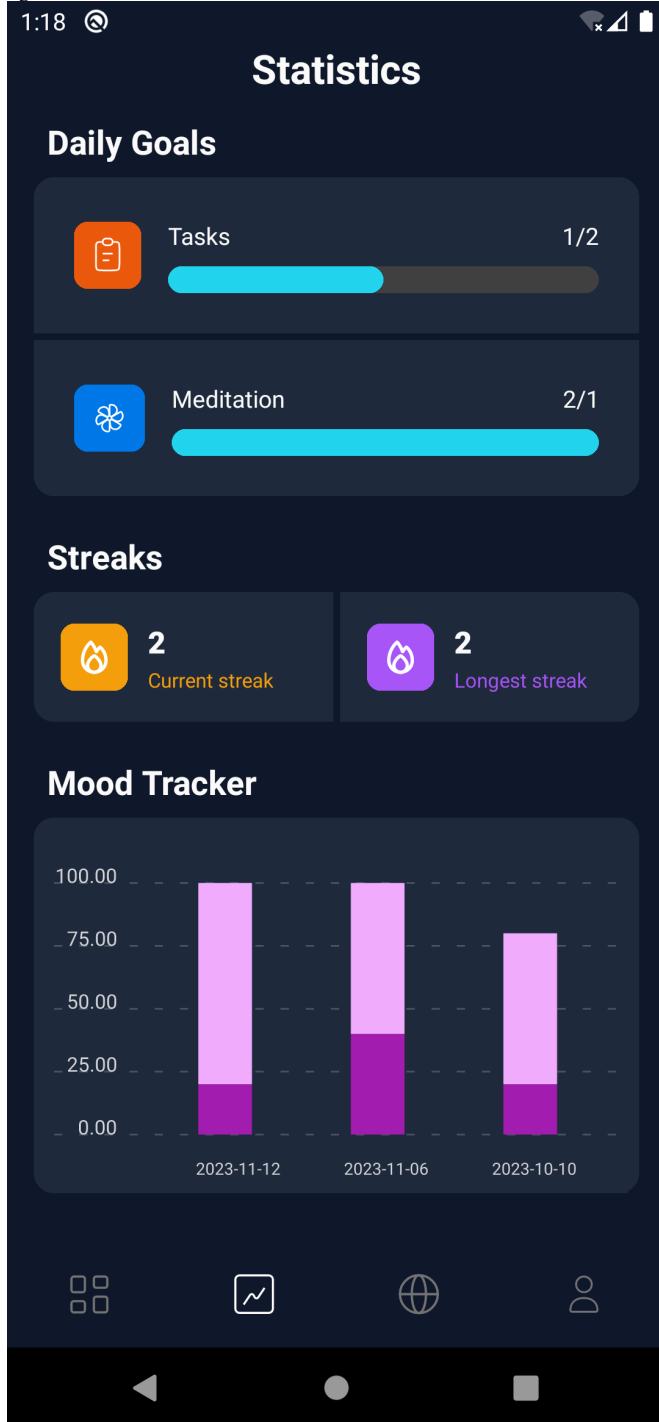 1:18
Statistics
Daily Goals
Tasks 1/2
Meditation 2/1
Streaks
2
Current streak
2
Longest streak
Mood Tracker
100.00
75.00
50.00
25.00
0.00
2023-11-12 2023-11-06 2023-10-10